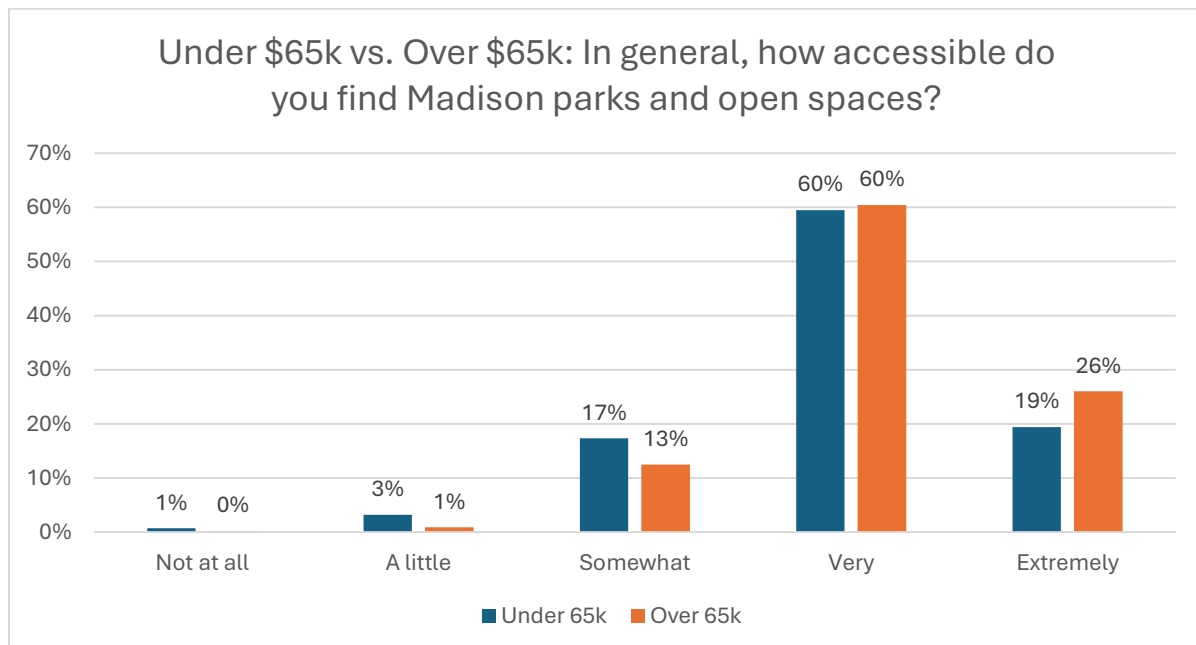 Under $65k vs. Over $65k: In general, how accessible do
you find Madison parks and open spaces?
70%
60%
50%
40%
30%
20%
10%
0%
1%
0%
3%
1%
17%
13%
60%
60%
19%
26%
Not at all
A little
Somewhat
Very
Extremely
Under 65k
Over 65k